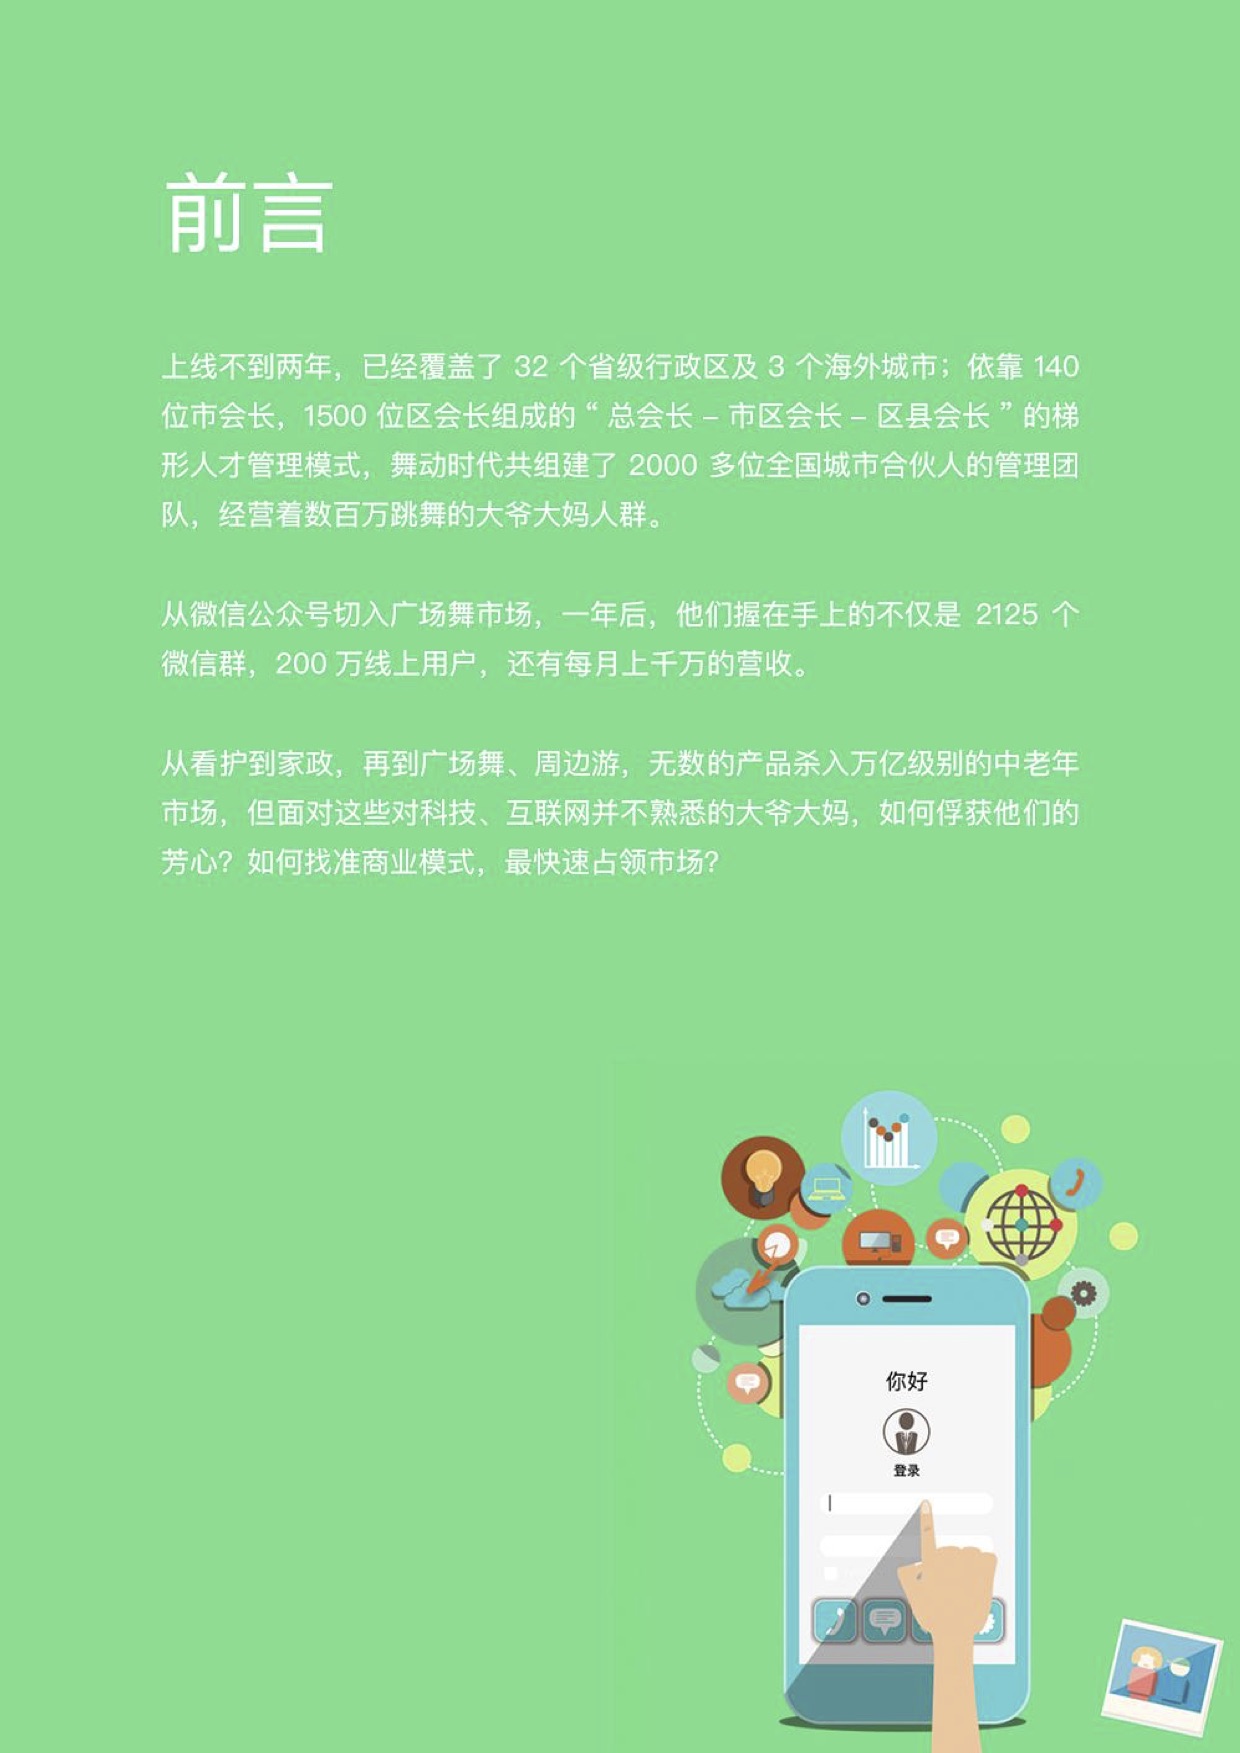 前言
上线不到两年，已经覆盖了 32 个省级行政区及 3 个海外城市；依靠 140
位市会长，1500 位区会长组成的 “ 总会长 – 市区会长 – 区县会长 ” 的梯
形人才管理模式，舞动时代共组建了 2000 多位全国城市合伙人的管理团
队，经营着数百万跳舞的大爷大妈人群。
从微信公众号切入广场舞市场，一年后，他们握在手上的不仅是 2125 个
微信群，200 万线上用户，还有每月上千万的营收。
从看护到家政，再到广场舞、周边游，无数的产品杀入万亿级别的中老年
市场，但面对这些对科技、互联网并不熟悉的大爷大妈，如何俘获他们的
芳心？如何找准商业模式，最快速占领市场？
你好
登录